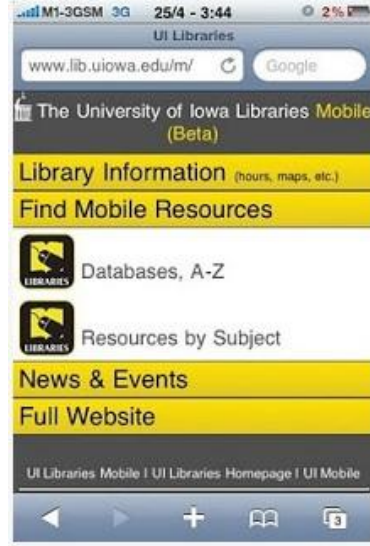 M1-3GSM 3G 25/4 - 3:44 2%
UI Libraries
www.lib.uiowa.edu/m/ Google
The University of Iowa Libraries Mobile
(Beta)
Library Information (hours, maps, etc.)
Find Mobile Resources
LIBRARIES Databases, A-Z
LIBRARIES Resources by Subject
News & Events
Full Website
UI Libraries Mobile | UI Libraries Homepage | UI Mobile
3